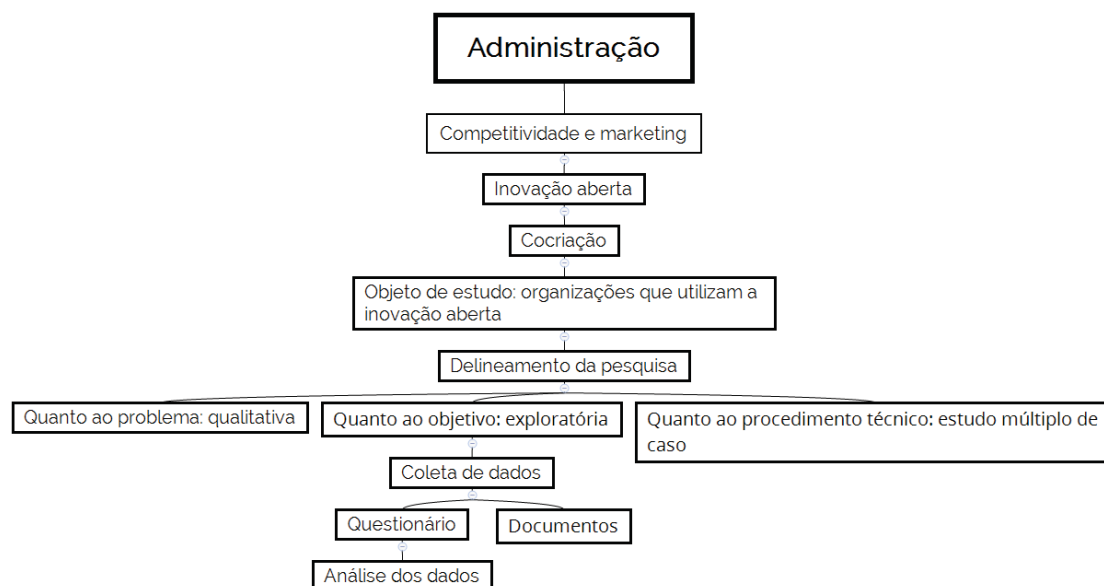 Administração
Competitividade e marketing
Inovação aberta
Cocriação
Objeto de estudo: organizações que utilizam a
inovação aberta
Delineamento da pesquisa
Quanto ao problema: qualitativa
Quanto ao objetivo: exploratória
Quanto ao procedimento técnico: estudo múltiplo de
caso
Coleta de dados
Questionário
Documentos
Análise dos dados